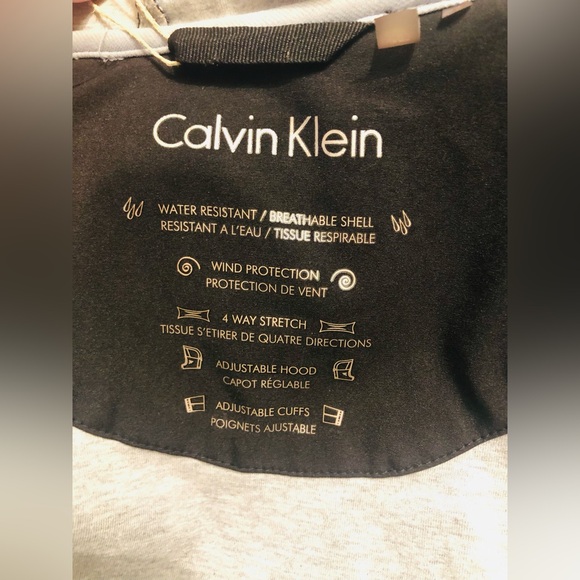 Calvin Klein
WATER RESISTANT / BREATHABLE SHELL
RESISTANT A L'EAU / TISSUE RESPIRABLE
WIND PROTECTION
PROTECTION DE VENT
4 WAY STRETCH
TISSUE S'ETIRER DE QUATRE DIRECTIONS
ADJUSTABLE HOOD
CAPOT RÉGLABLE
ADJUSTABLE CUFFS
POIGNETS AJUSTABLE